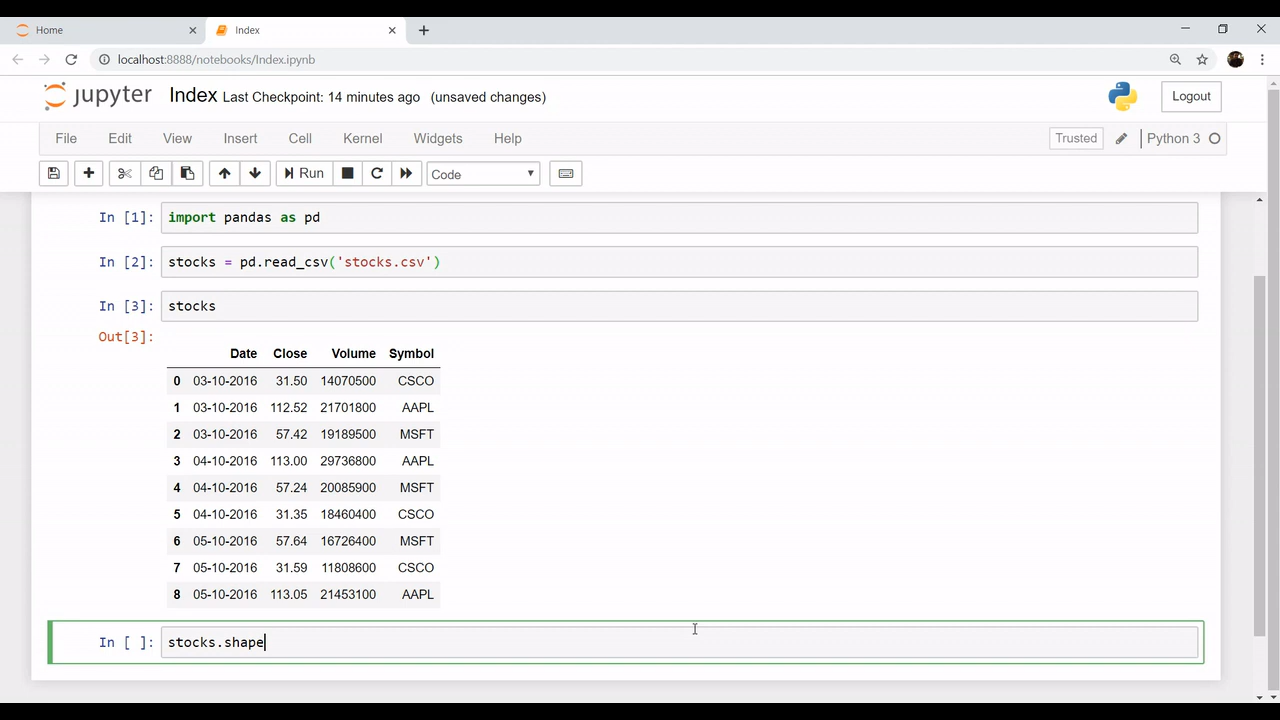 Home
Index
localhost:8888/notebooks/Index.ipynb
jupyter Index Last Checkpoint: 14 minutes ago (unsaved changes)
Logout
File Edit View Insert Cell Kernel Widgets Help Trusted Python 3
Run Code
In [1]: import pandas as pd
In [2]: stocks = pd.read_csv('stocks.csv')
In [3]: stocks
Out[3]:
Date Close Volume Symbol
0 03-10-2016 31.50 14070500 CSCO
1 03-10-2016 112.52 21701800 AAPL
2 03-10-2016 57.42 19189500 MSFT
3 04-10-2016 113.00 29736800 AAPL
4 04-10-2016 57.24 20085900 MSFT
5 04-10-2016 31.35 18460400 CSCO
6 05-10-2016 57.64 16726400 MSFT
7 05-10-2016 31.59 11808600 CSCO
8 05-10-2016 113.05 21453100 AAPL
In [ ]: stocks.shape